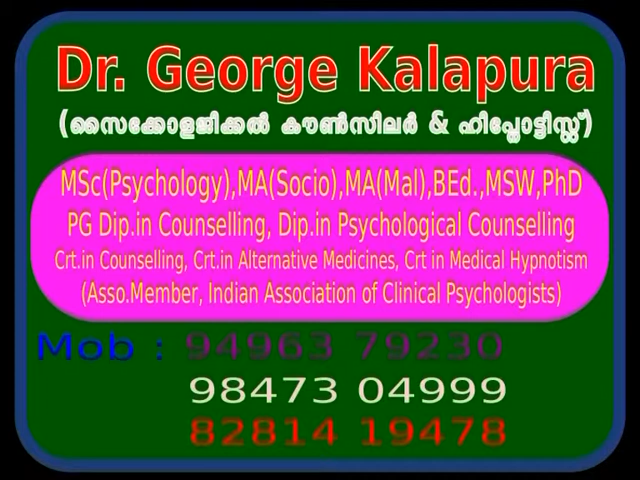 Dr. George Kalapura
(സൈക്കോളജിക്കൽ കൗൺസിലർ & ഹിപ്നോട്ടിസ്റ്റ്)
MSc(Psychology),MA(Socio),MA(Mal),BEd.,MSW,PhD
PG Dip.in Counselling, Dip.in Psychological Counselling
Crt.in Counselling, Crt.in Alternative Medicines, Crt in Medical Hypnotism
(Asso.Member, Indian Association of Clinical Psychologists)
Mob : 94963 79230
98473 04999
82814 19478